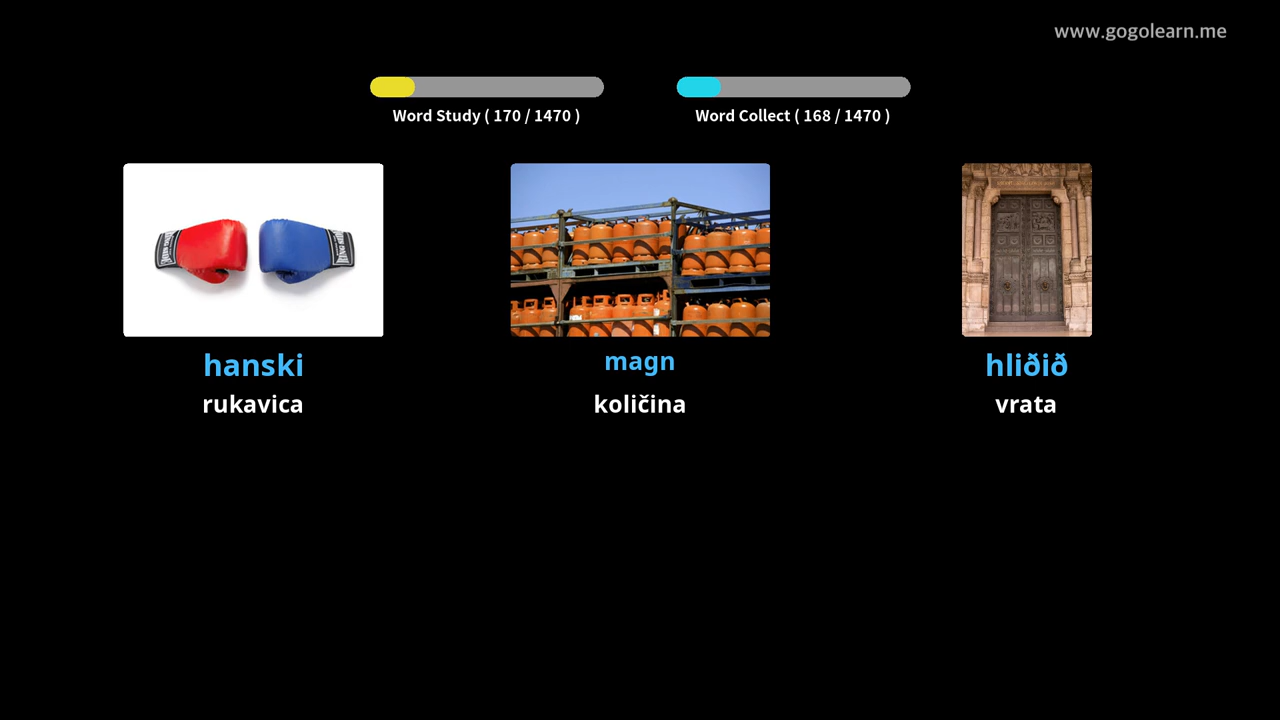 www.gogolearn.me
Word Study ( 170 / 1470 )
Word Collect ( 168 / 1470 )
hanski
rukavica
magn
količina
hliðið
vrata